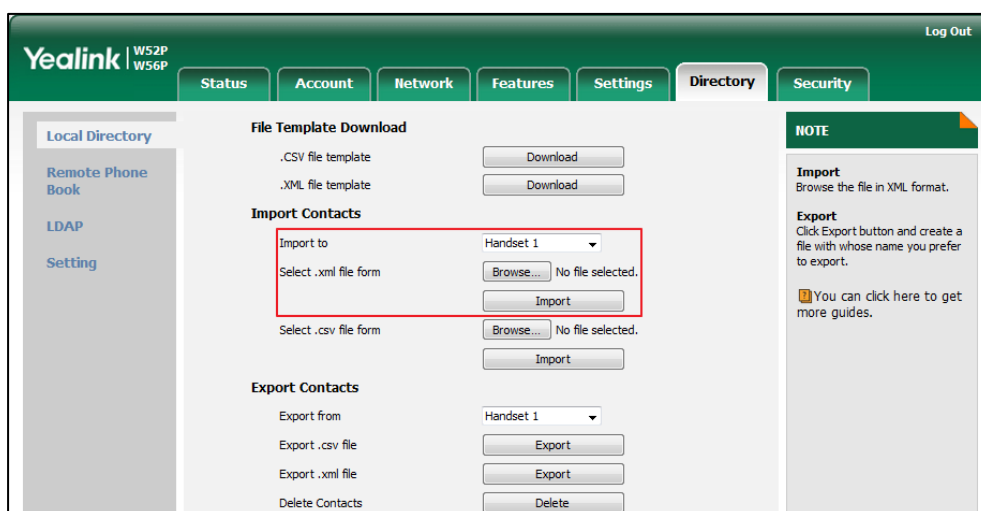 Log Out
Yealink | W52P W56P
Status Account Network Features Settings Directory Security
Local Directory
Remote Phone
Book
LDAP
Setting
File Template Download
.CSV file template Download
.XML file template Download
Import Contacts
Import to Handset 1
Select .xml file form Browse... No file selected.
Import
Select .csv file form Browse... No file selected.
Import
Export Contacts
Export from Handset 1
Export .csv file Export
Export .xml file Export
Delete Contacts Delete
NOTE
Import
Browse the file in XML format.
Export
Click Export button and create a
file with whose name you prefer
to export.
You can click here to get
more guides.